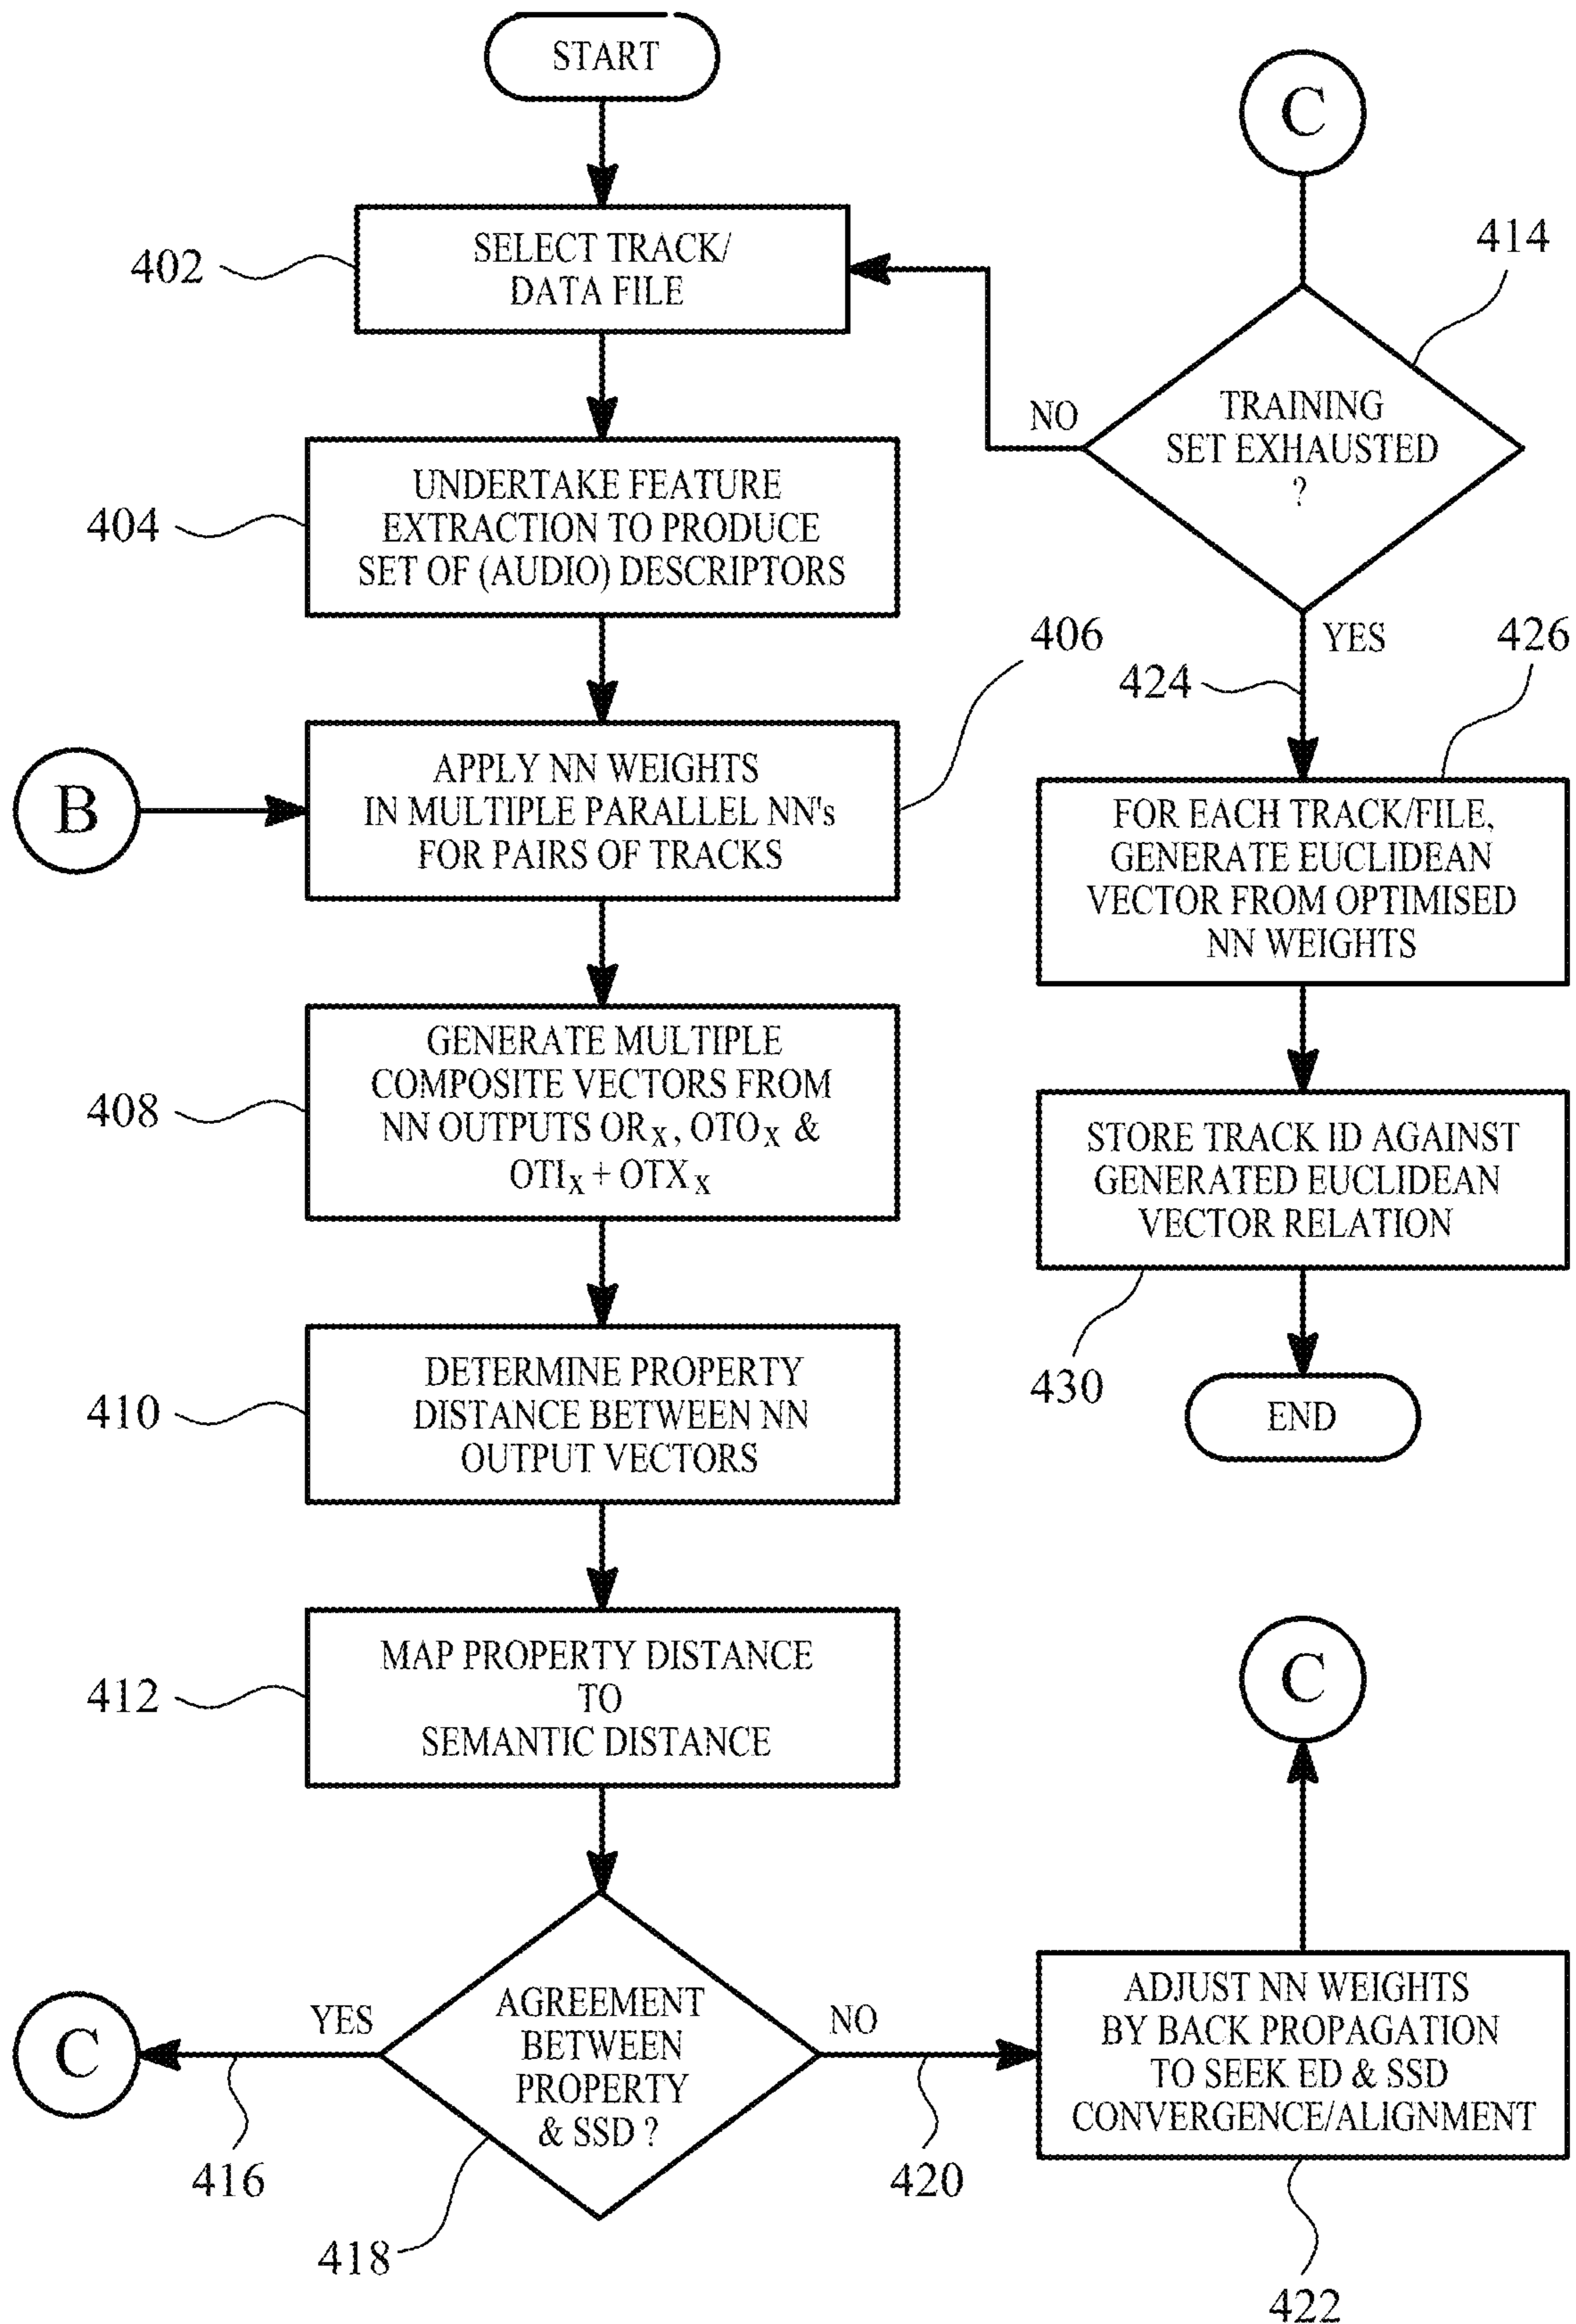 START
402
SELECT TRACK/
DATA FILE
404
UNDERTAKE FEATURE
EXTRACTION TO PRODUCE
SET OF (AUDIO) DESCRIPTORS
B
406
APPLY NN WEIGHTS
IN MULTIPLE PARALLEL NN's
FOR PAIRS OF TRACKS
408
GENERATE MULTIPLE
COMPOSITE VECTORS FROM
NN OUTPUTS ORX, OTOX &
OTIX + OTXX
410
DETERMINE PROPERTY
DISTANCE BETWEEN NN
OUTPUT VECTORS
412
MAP PROPERTY DISTANCE
TO
SEMANTIC DISTANCE
C
YES
416
AGREEMENT
BETWEEN
PROPERTY
& SSD ?
418
NO
420
ADJUST NN WEIGHTS
BY BACK PROPAGATION
TO SEEK ED & SSD
CONVERGENCE/ALIGNMENT
422
C
C
414
TRAINING
SET EXHAUSTED
?
NO
YES
424
426
FOR EACH TRACK/FILE,
GENERATE EUCLIDEAN
VECTOR FROM OPTIMISED
NN WEIGHTS
STORE TRACK ID AGAINST
GENERATED EUCLIDEAN
VECTOR RELATION
430
END